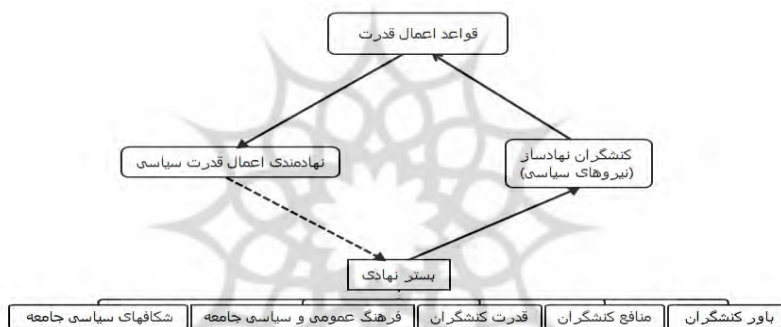 قواعد اعمال قدرت
کنشگران نهادساز
(نیروهای سیاسی)
نهادمندی اعمال قدرت سیاسی
بستر نهادی
باور کنشگران
منافع کنشگران
قدرت کنشگران
فرهنگ عمومی و سیاسی جامعه
شکافهای سیاسی جامعه